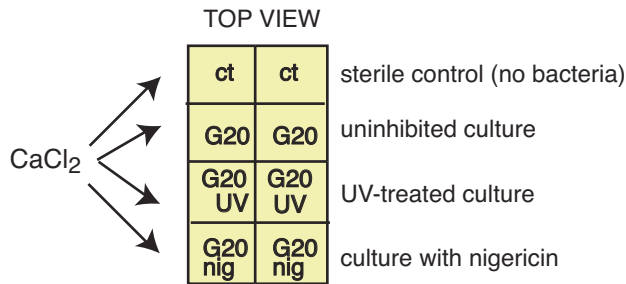 TOP VIEW
ct ct sterile control (no bacteria)
G20 G20 uninhibited culture
CaCl₂
G20 G20
UV UV
UV-treated culture
G20 G20
nig nig
culture with nigericin